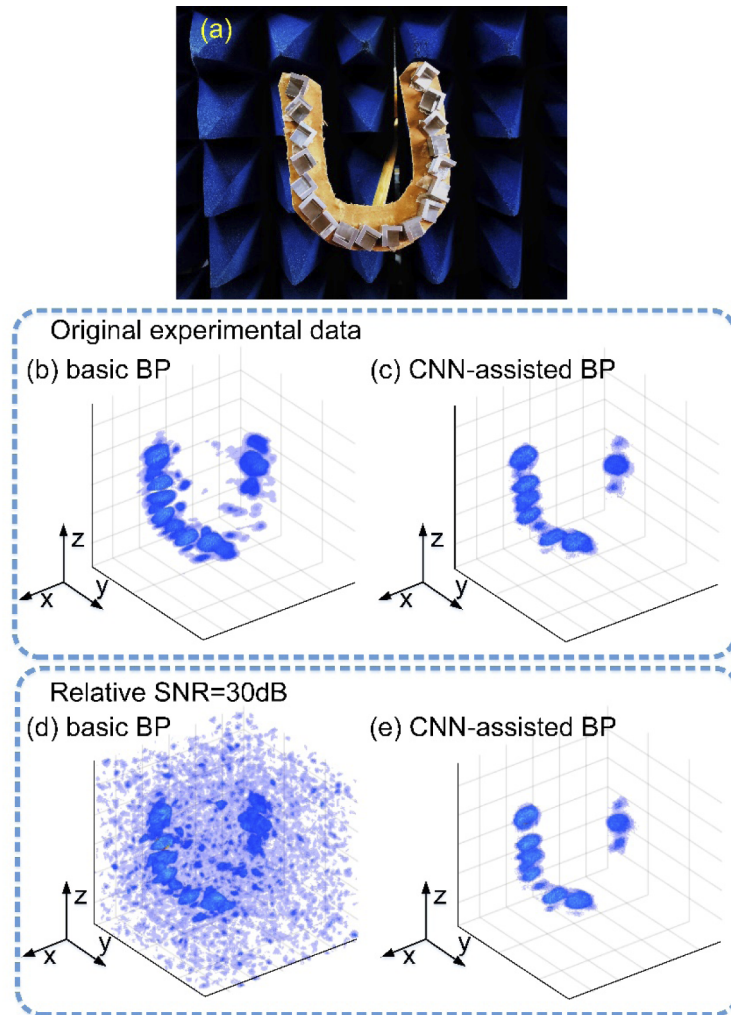 (a)
Original experimental data
(b) basic BP
(c) CNN-assisted BP
z
x
y
z
x
y
Relative SNR=30dB
(d) basic BP
(e) CNN-assisted BP
z
x
y
z
x
y